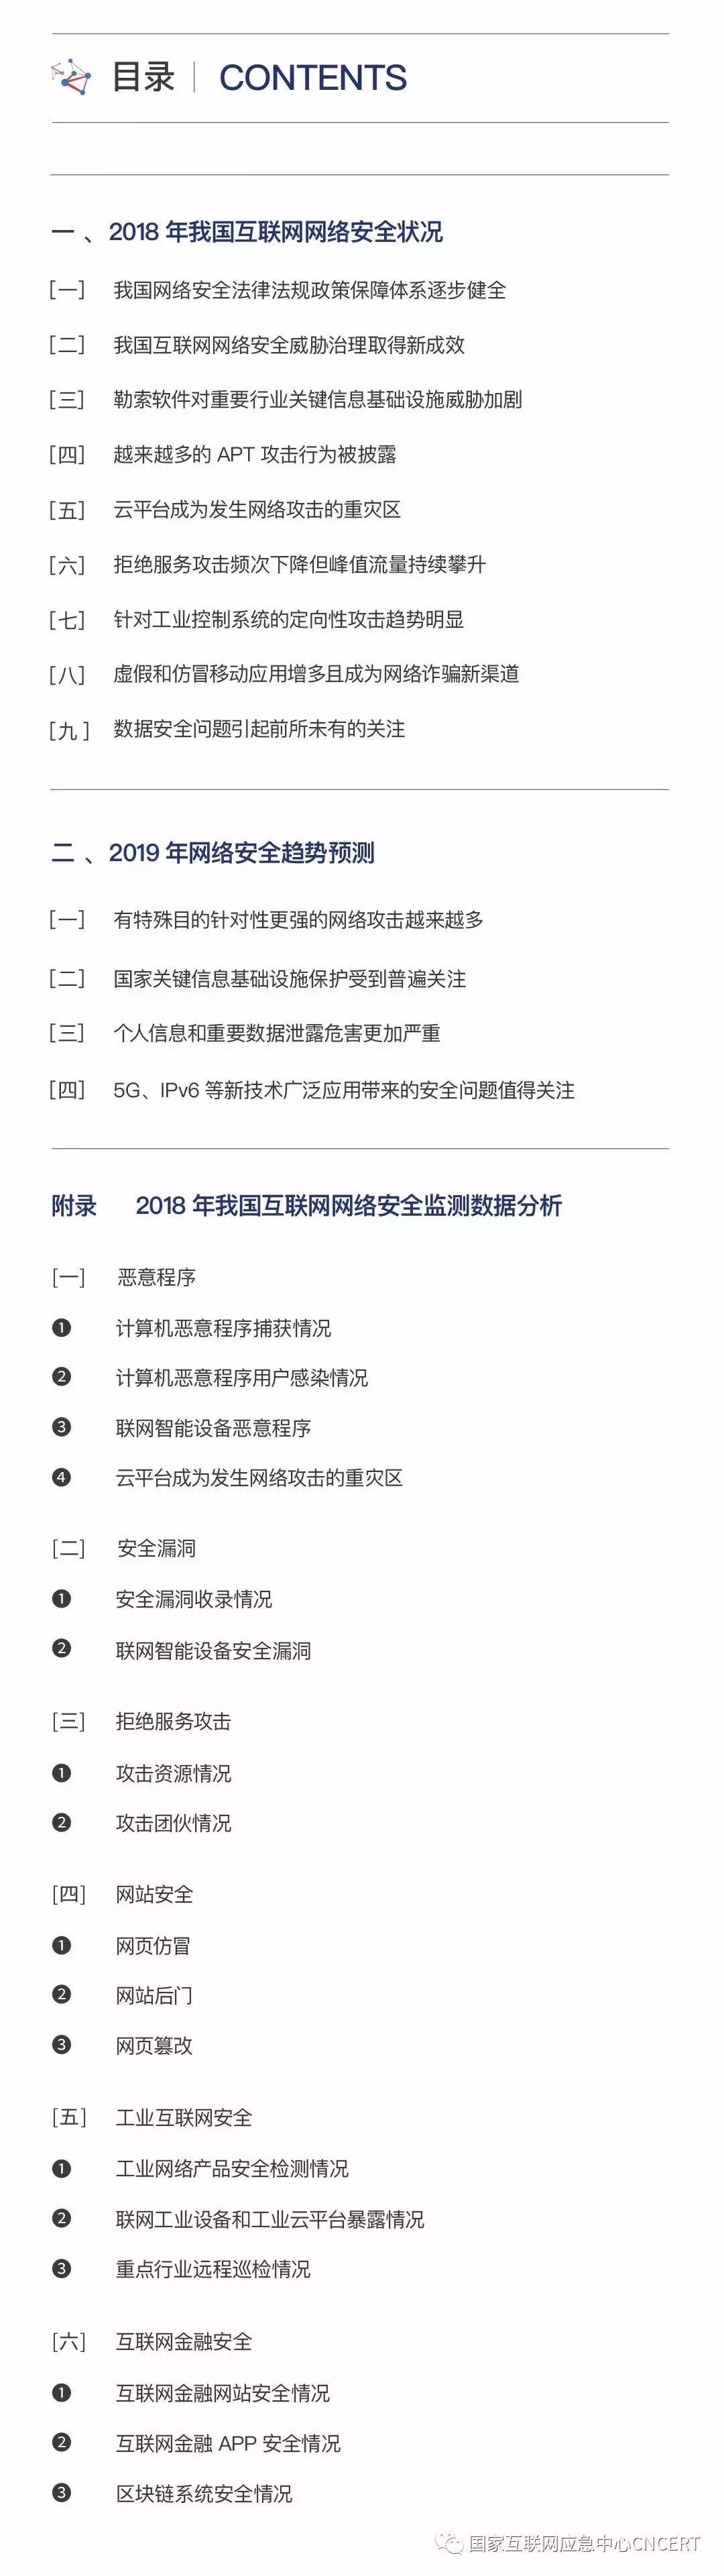 目录 CONTENTS
一、2018 年我国互联网网络安全状况
[一] 我国网络安全法律法规政策保障体系逐步健全
[二] 我国互联网网络安全威胁治理取得新成效
[三] 勒索软件对重要行业关键信息基础设施威胁加剧
[四] 越来越多的 APT 攻击行为被披露
[五] 云平台成为发生网络攻击的重灾区
[六] 拒绝服务攻击频次下降但峰值流量持续攀升
[七] 针对工业控制系统的定向性攻击趋势明显
[八] 虚假和仿冒移动应用增多且成为网络诈骗新渠道
[九] 数据安全问题引起前所未有的关注
二、2019 年网络安全趋势预测
[一] 有特殊目的针对性更强的网络攻击越来越多
[二] 国家关键信息基础设施保护受到普遍关注
[三] 个人信息和重要数据泄露危害更加严重
[四] 5G、IPv6 等新技术广泛应用带来的安全问题值得关注
附录 2018 年我国互联网网络安全监测数据分析
[一] 恶意程序
❶ 计算机恶意程序捕获情况
❷ 计算机恶意程序用户感染情况
❸ 联网智能设备恶意程序
❹ 云平台成为发生网络攻击的重灾区
[二] 安全漏洞
❶ 安全漏洞收录情况
❷ 联网智能设备安全漏洞
[三] 拒绝服务攻击
❶ 攻击资源情况
❷ 攻击团伙情况
[四] 网站安全
❶ 网页仿冒
❷ 网站后门
❸ 网页篡改
[五] 工业互联网安全
❶ 工业网络产品安全检测情况
❷ 联网工业设备和工业云平台暴露情况
❸ 重点行业远程巡检情况
[六] 互联网金融安全
❶ 互联网金融网站安全情况
❷ 互联网金融 APP 安全情况
❸ 区块链系统安全情况
国家互联网应急中心CNCERT